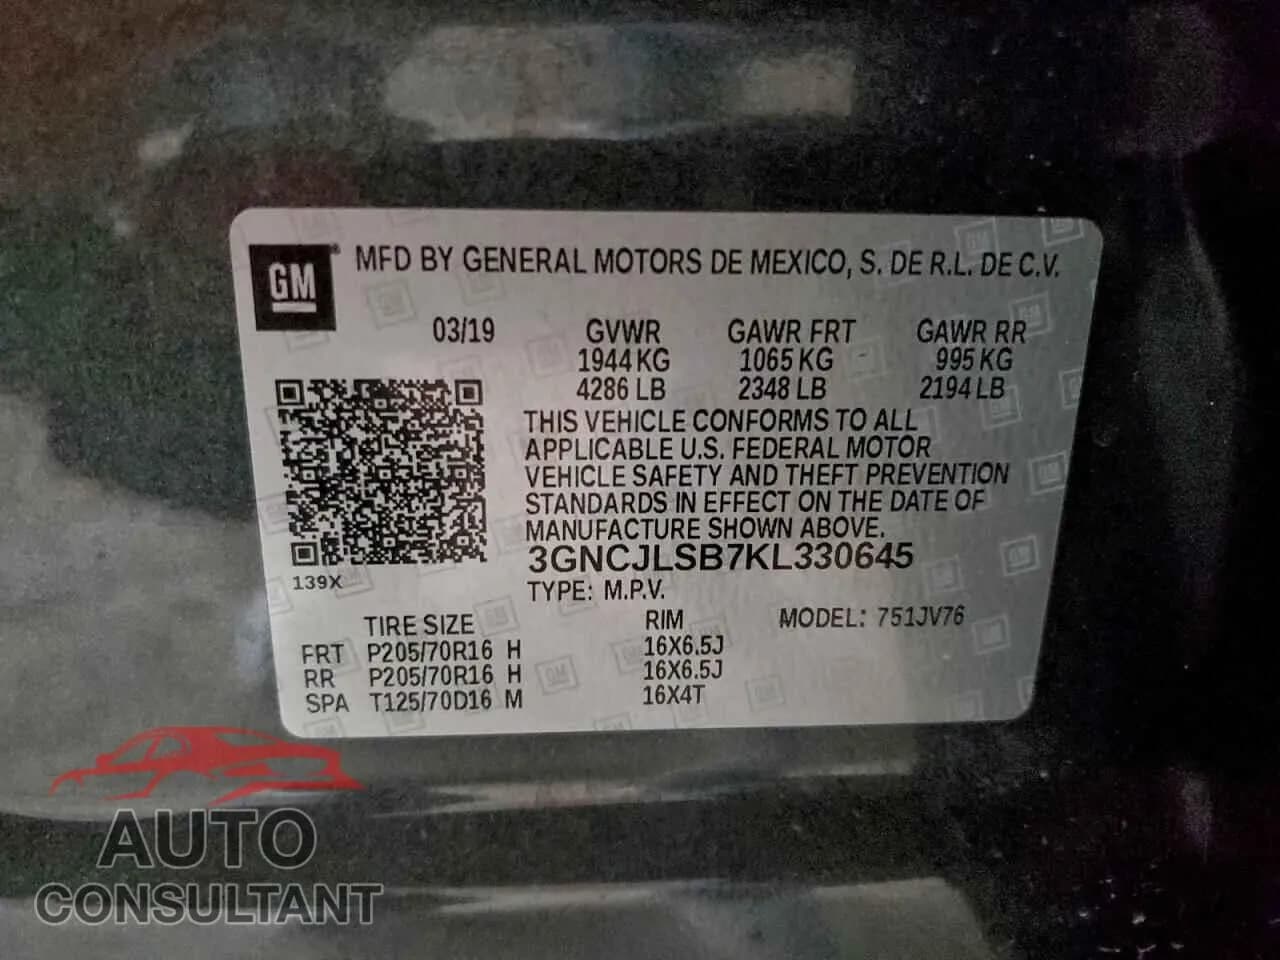 GM® MFD BY GENERAL MOTORS DE MEXICO, S. DE R.L. DE C.V.
03/19 GVWR GAWR FRT GAWR RR
1944 KG 1065 KG 995 KG
4286 LB 2348 LB 2194 LB
THIS VEHICLE CONFORMS TO ALL
APPLICABLE U.S. FEDERAL MOTOR
VEHICLE SAFETY AND THEFT PREVENTION
STANDARDS IN EFFECT ON THE DATE OF
MANUFACTURE SHOWN ABOVE.
3GNCJLSB7KL330645
139X TYPE: M.P.V.
TIRE SIZE RIM MODEL: 751JV76
FRT P205/70R16 H 16X6.5J
RR P205/70R16 H 16X6.5J
SPA T125/70D16 M 16X4T
AUTO
CONSULTANT